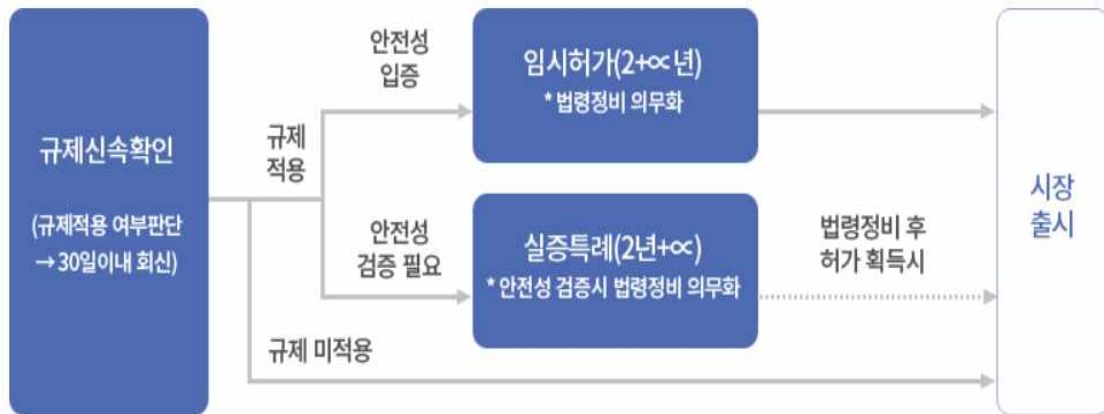 규제신속확인
(규제적용 여부판단
→ 30일이내 회신)
규제
적용
안전성
입증
임시허가(2+∝년)
* 법령정비 의무화
안전성
검증 필요
실증특례(2년+∝)
* 안전성 검증시 법령정비 의무화
법령정비 후
허가 획득시
규제 미적용
시장
출시